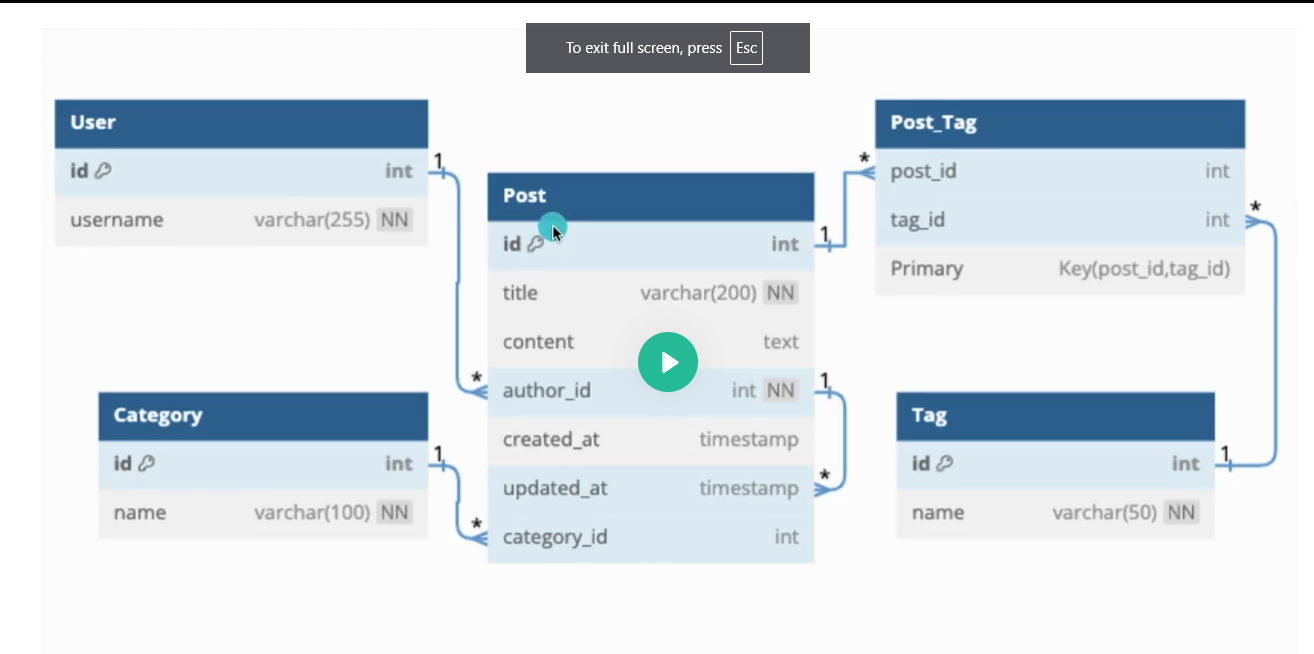 To exit full screen, press Esc
User
id int
username varchar(255) NN
Post
id int
title varchar(200) NN
content text
author_id int NN
created_at timestamp
updated_at timestamp
category_id int
Post_Tag
post_id int
tag_id int
Primary Key(post_id,tag_id)
Category
id int
name varchar(100) NN
Tag
id int
name varchar(50) NN
1
*
1
*
1
*
1
*
1
*